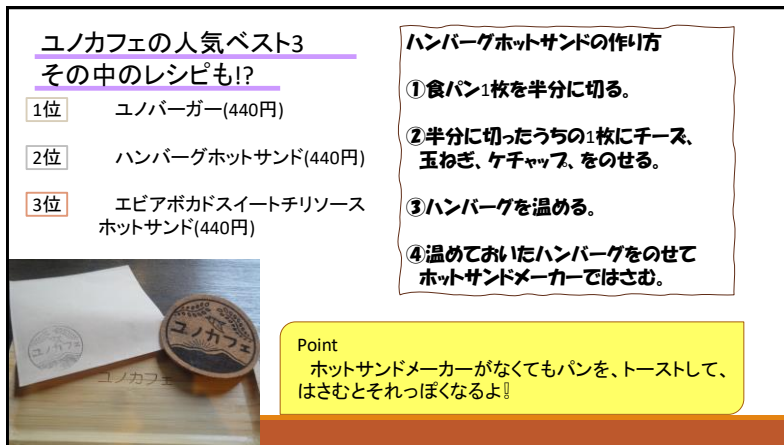 ユノカフェの人気ベスト3
その中のレシピも!?
1位 ユノバーガー(440円)
2位 ハンバーグホットサンド(440円)
3位 エビアボカドスイートチリソース
ホットサンド(440円)
ハンバーグホットサンドの作り方
①食パン1枚を半分に切る。
②半分に切ったうちの1枚にチーズ、
玉ねぎ、ケチャップ、をのせる。
③ハンバーグを温める。
④温めておいたハンバーグをのせて
ホットサンドメーカーではさむ。
ユノカフェ
ユノカフェ
ユノカフェ
Point
ホットサンドメーカーがなくてもパンを、トーストして、
はさむとそれっぽくなるよ!